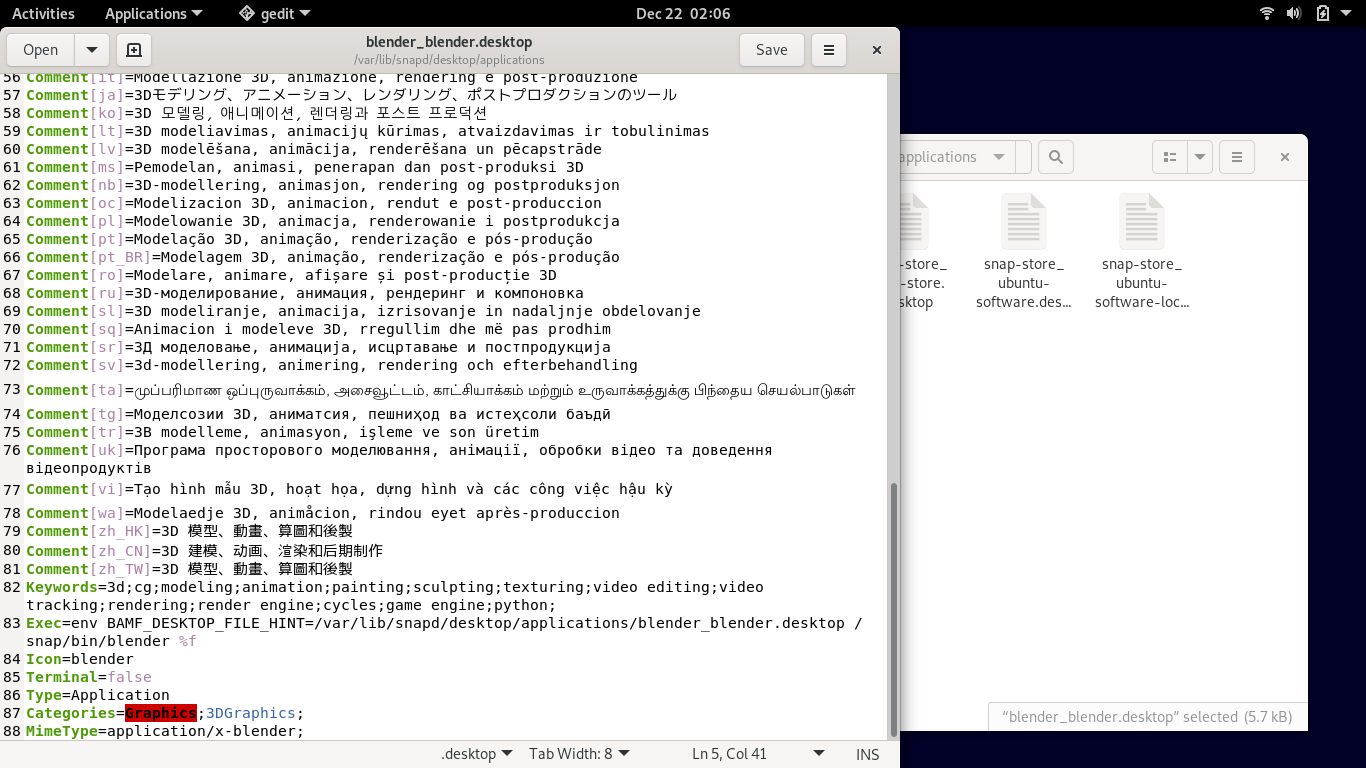 Activities
Applications
gedit
Dec 22 02:06
Open
blender_blender.desktop
/var/lib/snapd/desktop/applications
Save
56 Comment[it]=Modellazione 3D, animazione, rendering e post-produzione
57 Comment[ja]=3Dモデリング、アニメーション、レンダリング、ポストプロダクションのツール
58 Comment[ko]=3D 모델링, 애니메이션, 렌더링과 포스트 프로덕션
59 Comment[lt]=3D modeliavimas, animacijų kūrimas, atvaizdavimas ir tobulinimas
60 Comment[lv]=3D modelēšana, animācija, renderēšana un pēcapstrāde
61 Comment[ms]=Pemodelan, animasi, penerapan dan post-produksi 3D
62 Comment[nb]=3D-modellering, animasjon, rendering og postproduksjon
63 Comment[oc]=Modelizacion 3D, animacion, rendut e post-produccion
64 Comment[pl]=Modelowanie 3D, animacja, renderowanie i postprodukcja
65 Comment[pt]=Modelação 3D, animação, renderização e pós-produção
66 Comment[pt_BR]=Modelagem 3D, animação, renderização e pós-produção
67 Comment[ro]=Modelare, animare, afișare și post-producție 3D
68 Comment[ru]=3D-моделирование, анимация, рендеринг и компоновка
69 Comment[sl]=3D modeliranje, animacija, izrisovanje in nadaljnje obdelovanje
70 Comment[sq]=Animacion i modeleve 3D, rregullim dhe më pas prodhim
71 Comment[sr]=3Д моделовање, анимација, исцртавање и постпродукција
72 Comment[sv]=3d-modellering, animering, rendering och efterbehandling
73 Comment[ta]=முப்பரிமாண ஒப்புருவாக்கம், அசைவூட்டம், காட்சியாக்கம் மற்றும் உருவாக்கத்துக்கு பிந்தைய செயல்பாடுகள்
74 Comment[tg]=Моделсозии 3D, аниматсия, пешниҳод ва истеҳсоли баъдӣ
75 Comment[tr]=3B modelleme, animasyon, işleme ve son üretim
76 Comment[uk]=Програма просторового моделювання, анімації, обробки відео та доведення
відеопродуктів
77 Comment[vi]=Tạo hình mẫu 3D, hoạt họa, dựng hình và các công việc hậu kỳ
78 Comment[wa]=Modelaedje 3D, animåcion, rindou eyet après-produccion
79 Comment[zh_HK]=3D 模型、動畫、算圖和後製
80 Comment[zh_CN]=3D 建模、动画、渲染和后期制作
81 Comment[zh_TW]=3D 模型、動畫、算圖和後製
82 Keywords=3d;cg;modeling;animation;painting;sculpting;texturing;video editing;video
tracking;rendering;render engine;cycles;game engine;python;
83 Exec=env BAMF_DESKTOP_FILE_HINT=/var/lib/snapd/desktop/applications/blender_blender.desktop /
snap/bin/blender %f
84 Icon=blender
85 Terminal=false
86 Type=Application
87 Categories=Graphics;3DGraphics;
88 MimeType=application/x-blender;
.desktop
Tab Width: 8
Ln 5, Col 41
INS
applications
-store_
-store.
sktop
snap-store_
ubuntu-
software.des…
snap-store_
ubuntu-
software-loc…
“blender_blender.desktop” selected (5.7 kB)